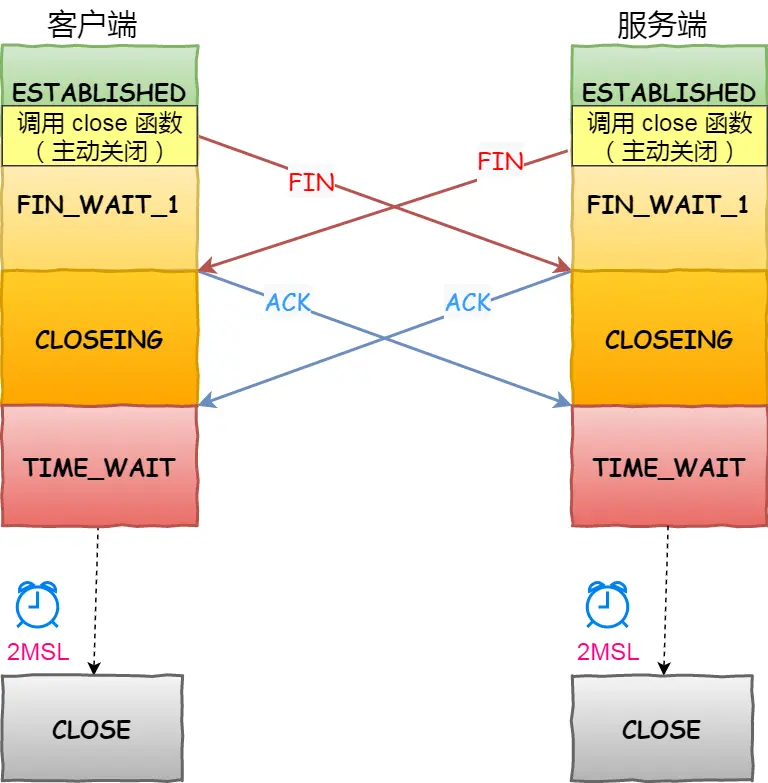 客户端
服务端
ESTABLISHED
ESTABLISHED
调用 close 函数
（主动关闭）
调用 close 函数
（主动关闭）
FIN
FIN
FIN_WAIT_1
FIN_WAIT_1
ACK
ACK
CLOSEING
CLOSEING
TIME_WAIT
TIME_WAIT
2MSL
2MSL
CLOSE
CLOSE